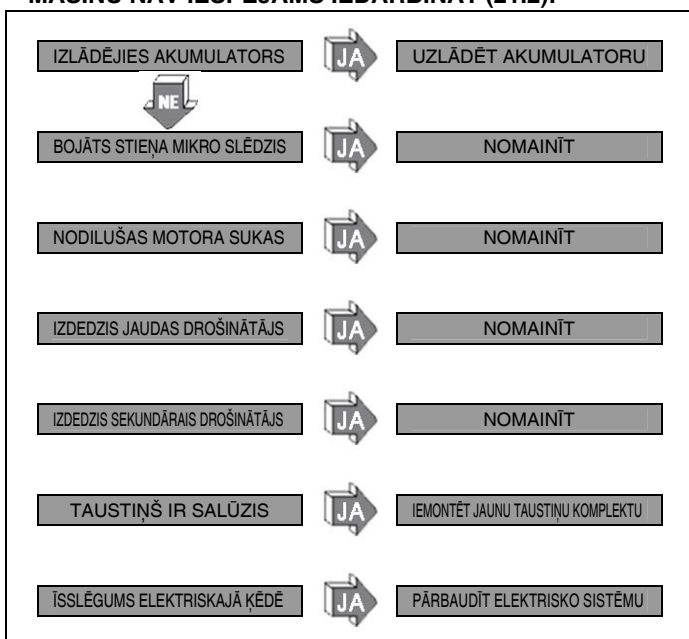 MAŠĪNU NAV IESPĒJAMS IEDARBINĀT (21.2):
IZLĀDĒJIES AKUMULATORS JA UZLĀDĒT AKUMULATORU
NE
BOJĀTS STIEŅA MIKRO SLĒDZIS JA NOMAINĪT
NODILUŠAS MOTORA SUKAS JA NOMAINĪT
IZDEDZIS JAUDAS DROŠINĀTĀJS JA NOMAINĪT
IZDEDZIS SEKUNDĀRAIS DROŠINĀTĀJS JA NOMAINĪT
TAUSTIŅŠ IR SALŪZIS JA IEMONTĒT JAUNU TAUSTIŅU KOMPLEKTU
ĪSSLĒGUMS ELEKTRISKAJĀ ĶĒDĒ JA PĀRBAUDĪT ELEKTRISKO SISTĒMU